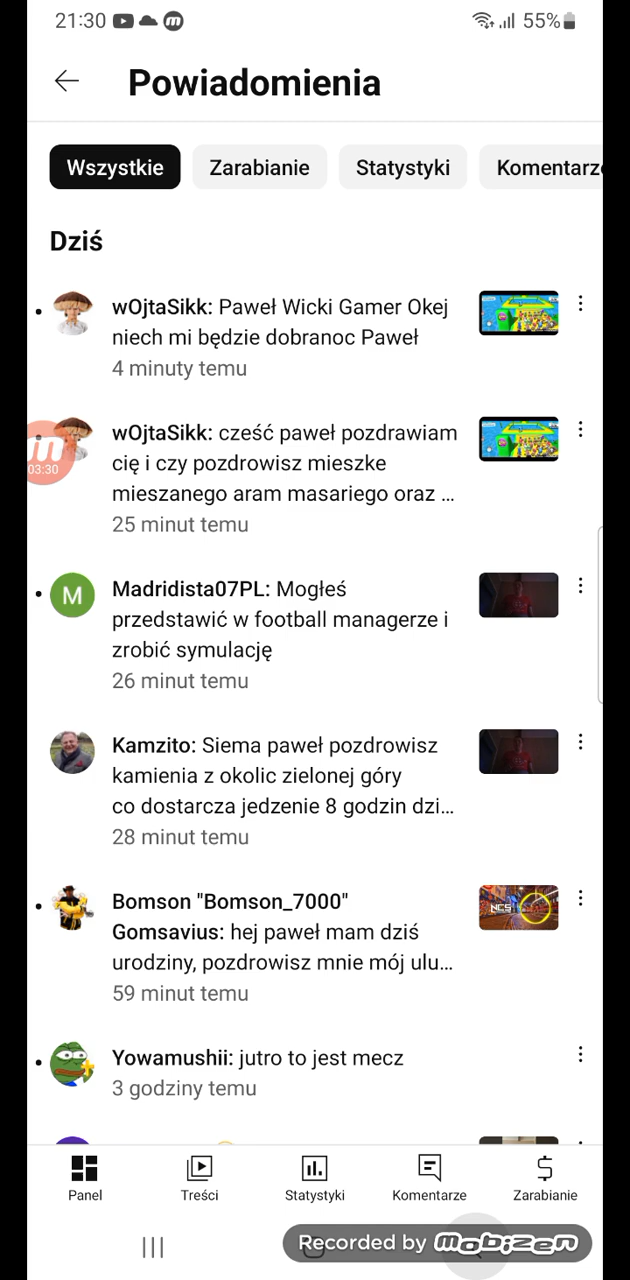 21:30
55%
Powiadomienia
Wszystkie Zarabianie Statystyki Komentarze
Dziś
w0jtaSikk: Paweł Wicki Gamer Okej
niech mi będzie dobranoc Paweł
4 minuty temu
w0jtaSikk: cześć paweł pozdrawiam
cię i czy pozdrowisz mieszke
mieszanego aram masariego oraz ...
25 minut temu
03:30
M
Madridista07PL: Mogłeś
przedstawić w football managerze i
zrobić symulację
26 minut temu
Kamzito: Siema paweł pozdrowisz
kamienia z okolic zielonej góry
co dostarcza jedzenie 8 godzin dzi...
28 minut temu
Bomson "Bomson_7000"
Gomsavius: hej paweł mam dziś
urodziny, pozdrowisz mnie mój ulu...
59 minut temu
NCS
Yowamushii: jutro to jest mecz
3 godziny temu
Panel Treści Statystyki Komentarze Zarabianie
Recorded by mobizen